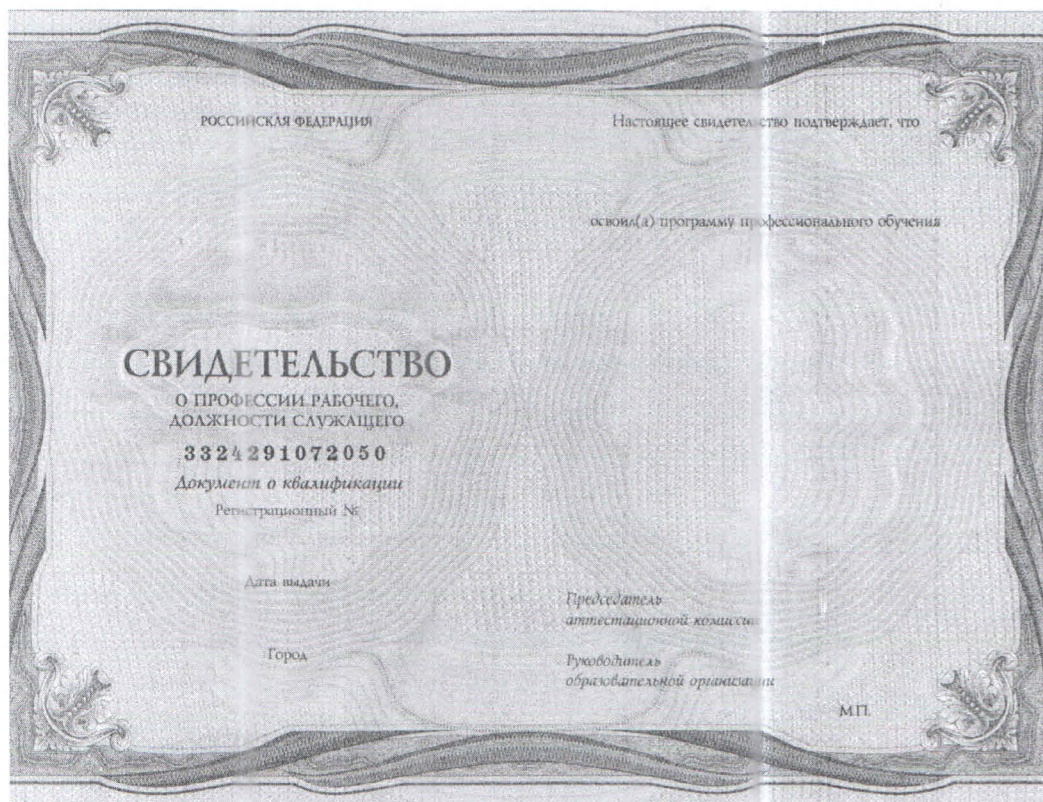 РОССИЙСКАЯ ФЕДЕРАЦИЯ
СВИДЕТЕЛЬСТВО
О ПРОФЕССИИ РАБОЧЕГО,
ДОЛЖНОСТИ СЛУЖАЩЕГО
3324291072050
Документ о квалификации
Регистрационный №
Дата выдачи
Город
Настоящее свидетельство подтверждает, что
освоил(а) программу профессионального обучения
Председатель
аттестационной комиссии
Руководитель
образовательной организации
М.П.